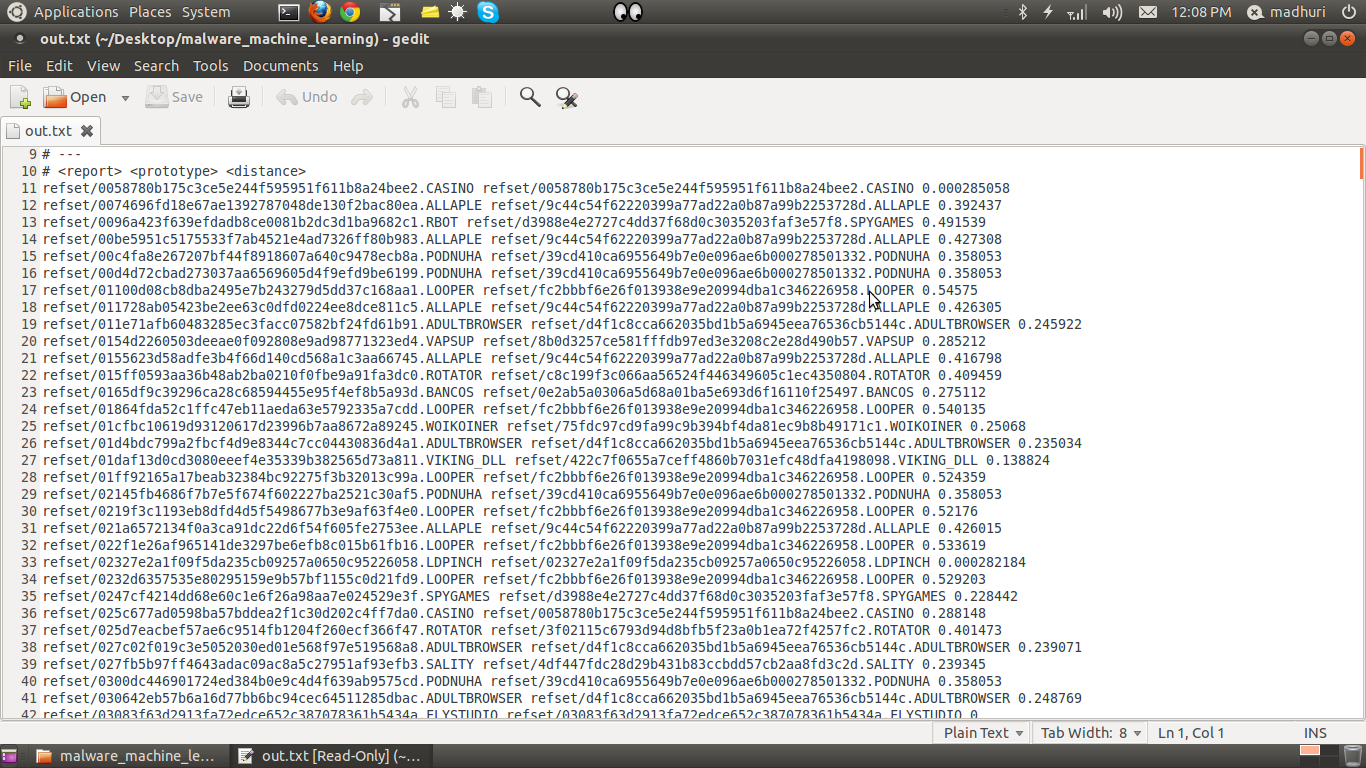 Applications Places System 12:08 PM madhuri
out.txt (~/Desktop/malware_machine_learning) - gedit
File Edit View Search Tools Documents Help
Open Save Undo
out.txt
9 # ---
10 # <report> <prototype> <distance>
11 refset/0058780b175c3ce5e244f595951f611b8a24bee2.CASINO refset/0058780b175c3ce5e244f595951f611b8a24bee2.CASINO 0.000285058
12 refset/0074696fd18e67ae1392787048de130f2bac80ea.ALLAPLE refset/9c44c54f62220399a77ad22a0b87a99b2253728d.ALLAPLE 0.392437
13 refset/0096a423f639efdadb8ce0081b2dc3d1ba9682c1.RBOT refset/d3988e4e2727c4dd37f68d0c3035203faf3e57f8.SPYGAMES 0.491539
14 refset/00be5951c5175533f7ab4521e4ad7326ff80b983.ALLAPLE refset/9c44c54f62220399a77ad22a0b87a99b2253728d.ALLAPLE 0.427308
15 refset/00c4fa8e267207bf44f8918607a640c9478ecb8a.PODNUHA refset/39cd410ca6955649b7e0e096ae6b000278501332.PODNUHA 0.358053
16 refset/00d4d72cbad273037aa6569605d4f9efd9be6199.PODNUHA refset/39cd410ca6955649b7e0e096ae6b000278501332.PODNUHA 0.358053
17 refset/01100d08cb8dba2495e7b243279d5dd37c168aa1.LOOPER refset/fc2bbbf6e26f013938e9e20994dba1c346226958.LOOPER 0.54575
18 refset/011728ab05423be2ee63c0dfd0224ee8dce811c5.ALLAPLE refset/9c44c54f62220399a77ad22a0b87a99b2253728d.ALLAPLE 0.426305
19 refset/011e71afb60483285ec3facc07582bf24fd61b91.ADULTBROWSER refset/d4f1c8cca662035bd1b5a6945eea76536cb5144c.ADULTBROWSER 0.245922
20 refset/0154d2260503deeae0f092808e9ad98771323ed4.VAPSUP refset/8b0d3257ce581fffdb97ed3e3208c2e28d490b57.VAPSUP 0.285212
21 refset/0155623d58adfe3b4f66d140cd568a1c3aa66745.ALLAPLE refset/9c44c54f62220399a77ad22a0b87a99b2253728d.ALLAPLE 0.416798
22 refset/015ff0593aa36b48ab2ba0210f0fbe9a91fa3dc0.ROTATOR refset/c8c199f3c066aa56524f446349605c1ec4350804.ROTATOR 0.409459
23 refset/0165df9c39296ca28c68594455e95f4ef8b5a93d.BANCOS refset/0e2ab5a0306a5d68a01ba5e693d6f16110f25497.BANCOS 0.275112
24 refset/01864fda52c1ffc47eb11aeda63e5792335a7cdd.LOOPER refset/fc2bbbf6e26f013938e9e20994dba1c346226958.LOOPER 0.540135
25 refset/01cfbc10619d93120617d23996b7aa8672a89245.WOIKOINER refset/75fdc97cd9fa99c9b394bf4da81ec9b8b49171c1.WOIKOINER 0.25068
26 refset/01d4bdc799a2fbcf4d9e8344c7cc04430836d4a1.ADULTBROWSER refset/d4f1c8cca662035bd1b5a6945eea76536cb5144c.ADULTBROWSER 0.235034
27 refset/01daf13d0cd3080eeef4e35339b382565d73a811.VIKING_DLL refset/422c7f0655a7ceff4860b7031efc48dfa4198098.VIKING_DLL 0.138824
28 refset/01ff92165a17beab32384bc92275f3b32013c99a.LOOPER refset/fc2bbbf6e26f013938e9e20994dba1c346226958.LOOPER 0.524359
29 refset/02145fb4686f7b7e5f674f602227ba2521c30af5.PODNUHA refset/39cd410ca6955649b7e0e096ae6b000278501332.PODNUHA 0.358053
30 refset/0219f3c1193eb8dfd4d5f5498677b3e9af63f4e0.LOOPER refset/fc2bbbf6e26f013938e9e20994dba1c346226958.LOOPER 0.52176
31 refset/021a6572134f0a3ca91dc22d6f54f605fe2753ee.ALLAPLE refset/9c44c54f62220399a77ad22a0b87a99b2253728d.ALLAPLE 0.426015
32 refset/022f1e26af965141de3297be6efb8c015b61fb16.LOOPER refset/fc2bbbf6e26f013938e9e20994dba1c346226958.LOOPER 0.533619
33 refset/02327e2a1f09f5da235cb09257a0650c95226058.LDPINCH refset/02327e2a1f09f5da235cb09257a0650c95226058.LDPINCH 0.000282184
34 refset/0232d6357535e80295159e9b57bf1155c0d21fd9.LOOPER refset/fc2bbbf6e26f013938e9e20994dba1c346226958.LOOPER 0.529203
35 refset/0247cf4214dd68e60c1e6f26a98aa7e024529e3f.SPYGAMES refset/d3988e4e2727c4dd37f68d0c3035203faf3e57f8.SPYGAMES 0.228442
36 refset/025c677ad0598ba57bddea2f1c30d202c4ff7da0.CASINO refset/0058780b175c3ce5e244f595951f611b8a24bee2.CASINO 0.288148
37 refset/025d7eacbef57ae6c9514fb1204f260ecf366f47.ROTATOR refset/3f02115c6793d94d8bfb5f23a0b1ea72f4257fc2.ROTATOR 0.401473
38 refset/027c02f019c3e5052030ed01e568f97e519568a8.ADULTBROWSER refset/d4f1c8cca662035bd1b5a6945eea76536cb5144c.ADULTBROWSER 0.239071
39 refset/027fb5b97ff4643adac09ac8a5c27951af93efb3.SALITY refset/4df447fdc28d29b431b83ccbdd57cb2aa8fd3c2d.SALITY 0.239345
40 refset/0300dc446901724ed384b0e9c4d4f639ab9575cd.PODNUHA refset/39cd410ca6955649b7e0e096ae6b000278501332.PODNUHA 0.358053
41 refset/030642eb57b6a16d77bb6bc94cec64511285dbac.ADULTBROWSER refset/d4f1c8cca662035bd1b5a6945eea76536cb5144c.ADULTBROWSER 0.248769
42 refset/03083f63d2913fa72edce652c387078361b5434a.FLYSTUDIO refset/03083f63d2913fa72edce652c387078361b5434a.FLYSTUDIO 0
Plain Text Tab Width: 8 Ln 1, Col 1 INS
malware_machine_le... out.txt [Read-Only] (~...